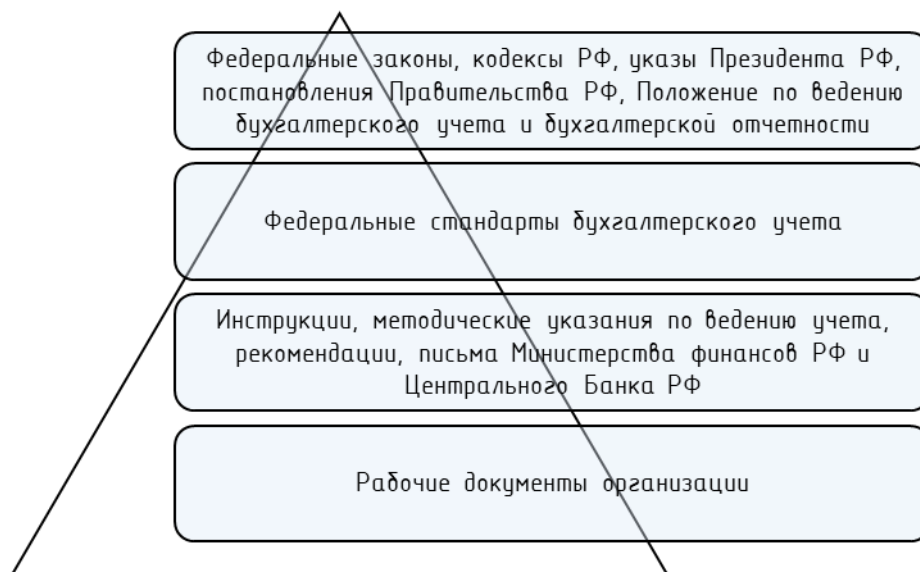 Федеральные законы, кодексы РФ, указы Президента РФ,
постановления Правительства РФ, Положение по ведению
бухгалтерского учета и бухгалтерской отчетности
Федеральные стандарты бухгалтерского учета
Инструкции, методические указания по ведению учета,
рекомендации, письма Министерства финансов РФ и
Центрального Банка РФ
Рабочие документы организации